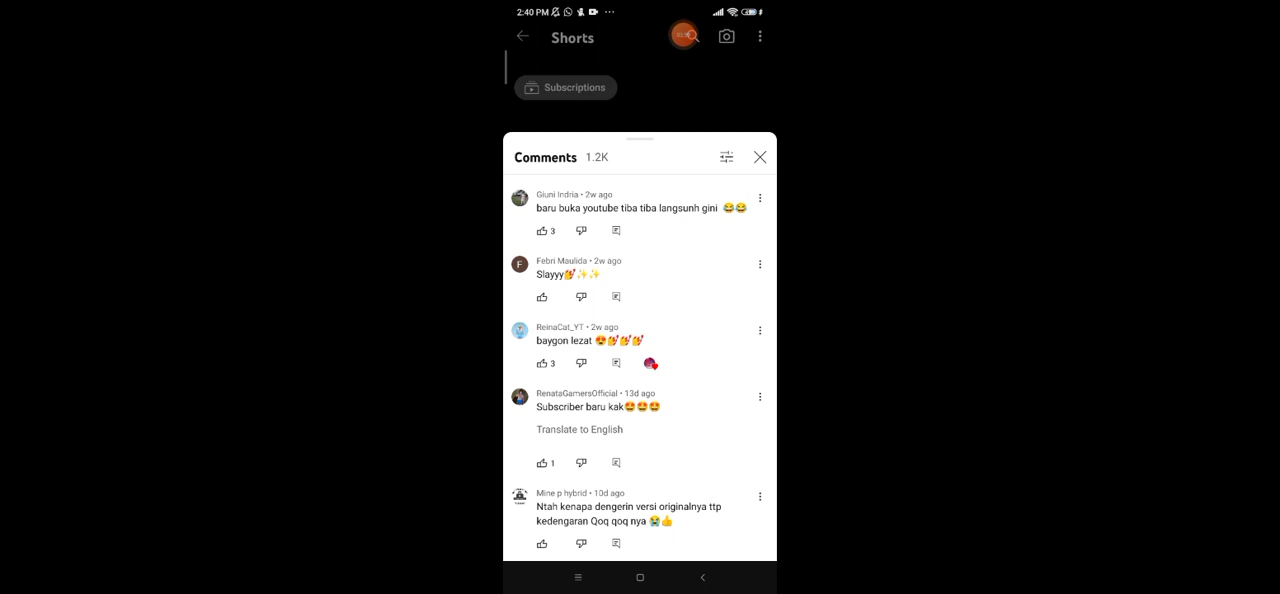 2:40 PM
Shorts
Subscriptions
Comments 1.2K
Giuni Indria • 2w ago
baru buka youtube tiba tiba langsunh gini 😂😂
3
Febri Maulida • 2w ago
F
Slayyy💅✨✨
ReinaCat_YT • 2w ago
baygon lezat 😍💅💅💅
3
RenataGamersOfficial • 13d ago
Subscriber baru kak🤩🤩🤩
Translate to English
1
Mine p hybrid • 10d ago
Ntah kenapa dengerin versi originalnya ttp
kedengaran Qoq qoq nya 😭👍